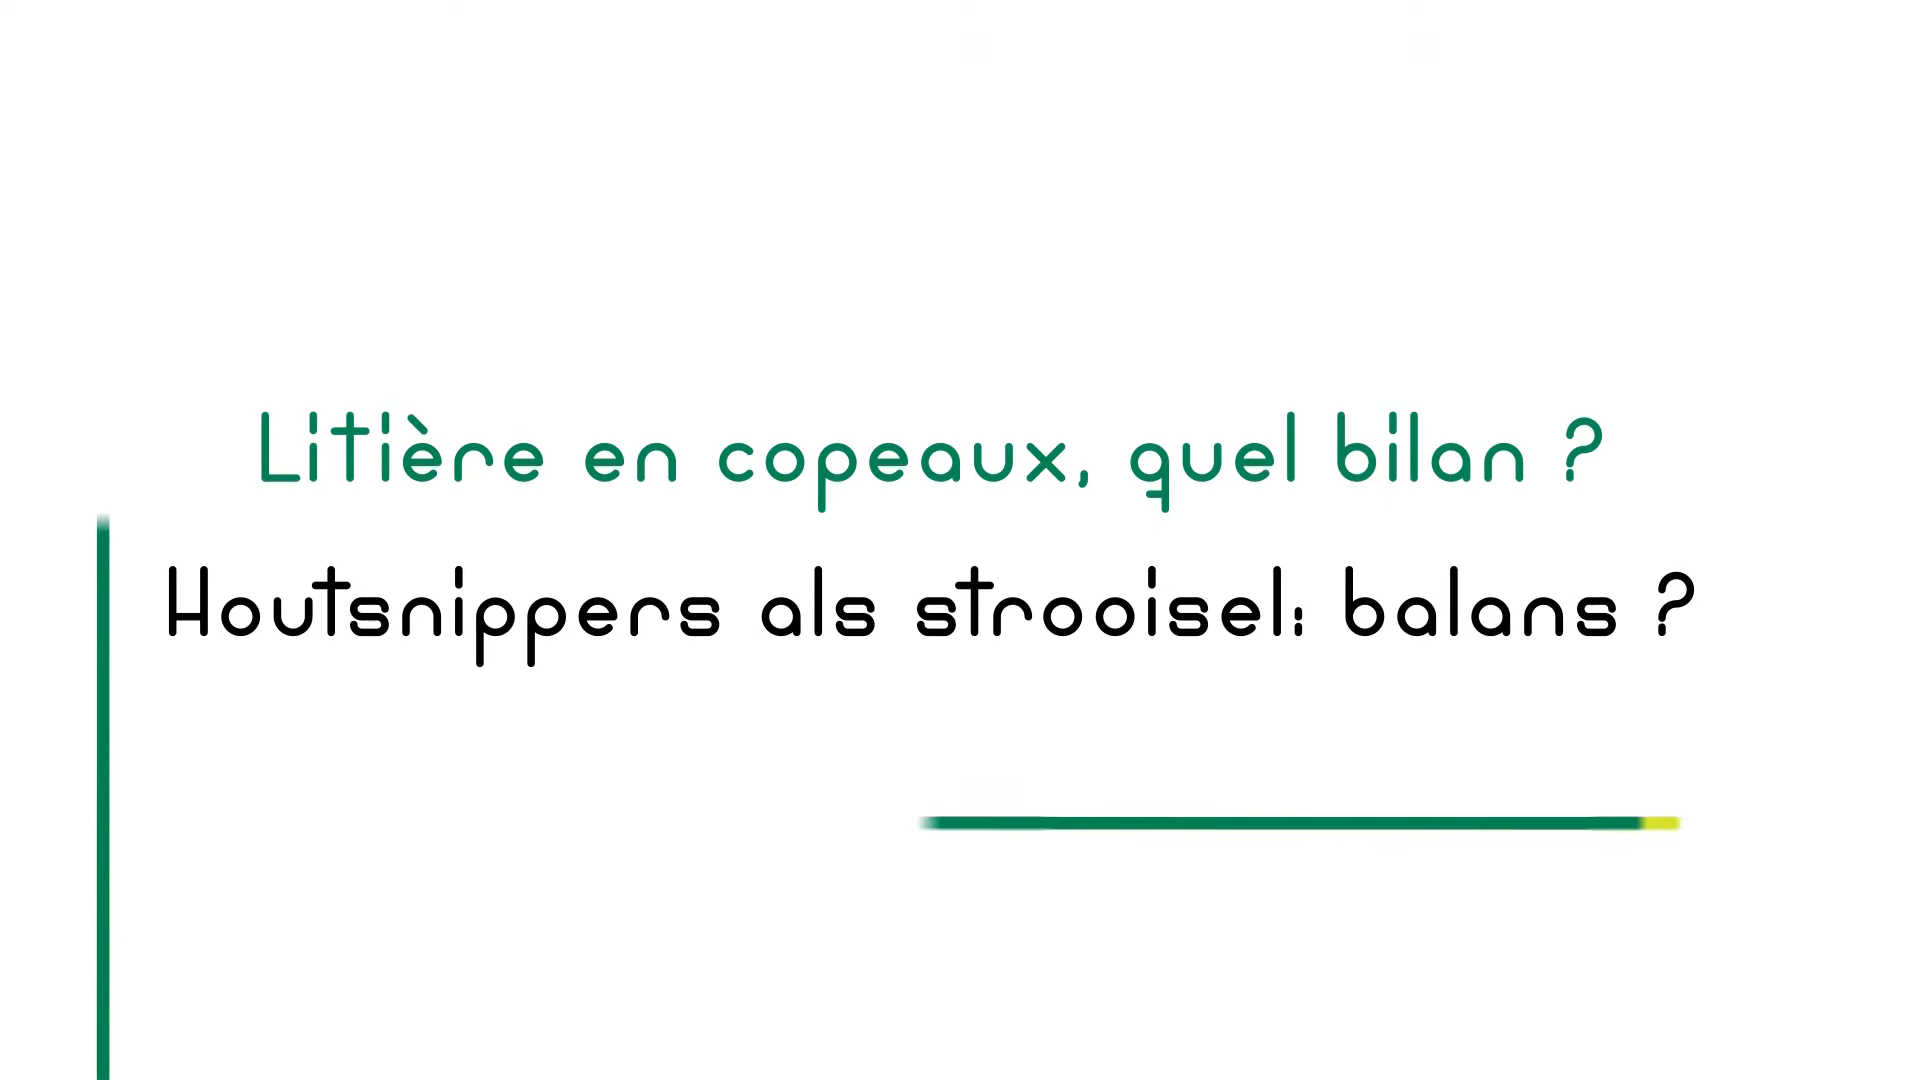 Litière en copeaux, quel bilan ?
Houtsnippers als strooisel: balans ?